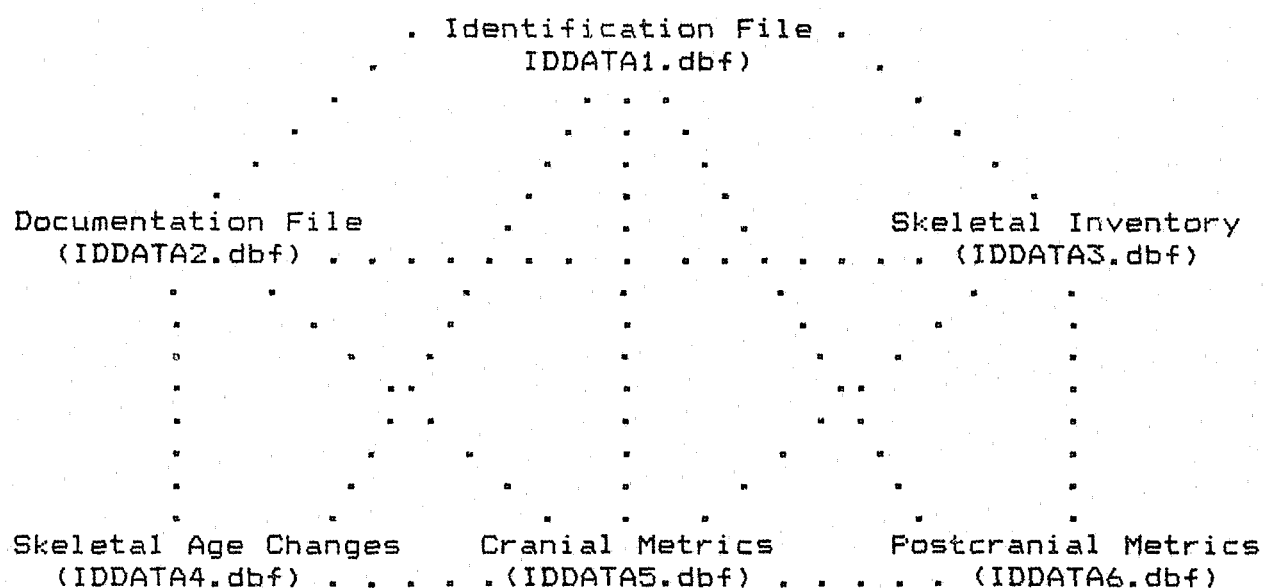 Identification File
IDDATA1.dbf)
Documentation File
Skeletal Inventory
(IDDATA2.dbf)
(IDDATA3.dbf)
Skeletal Age Changes
Cranial Metrics
Postcranial Metrics
(IDDATA4.dbf)
(IDDATA5.dbf)
(IDDATA6.dbf)